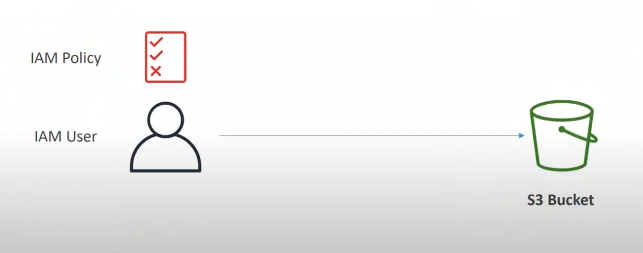 IAM Policy
IAM User
S3 Bucket